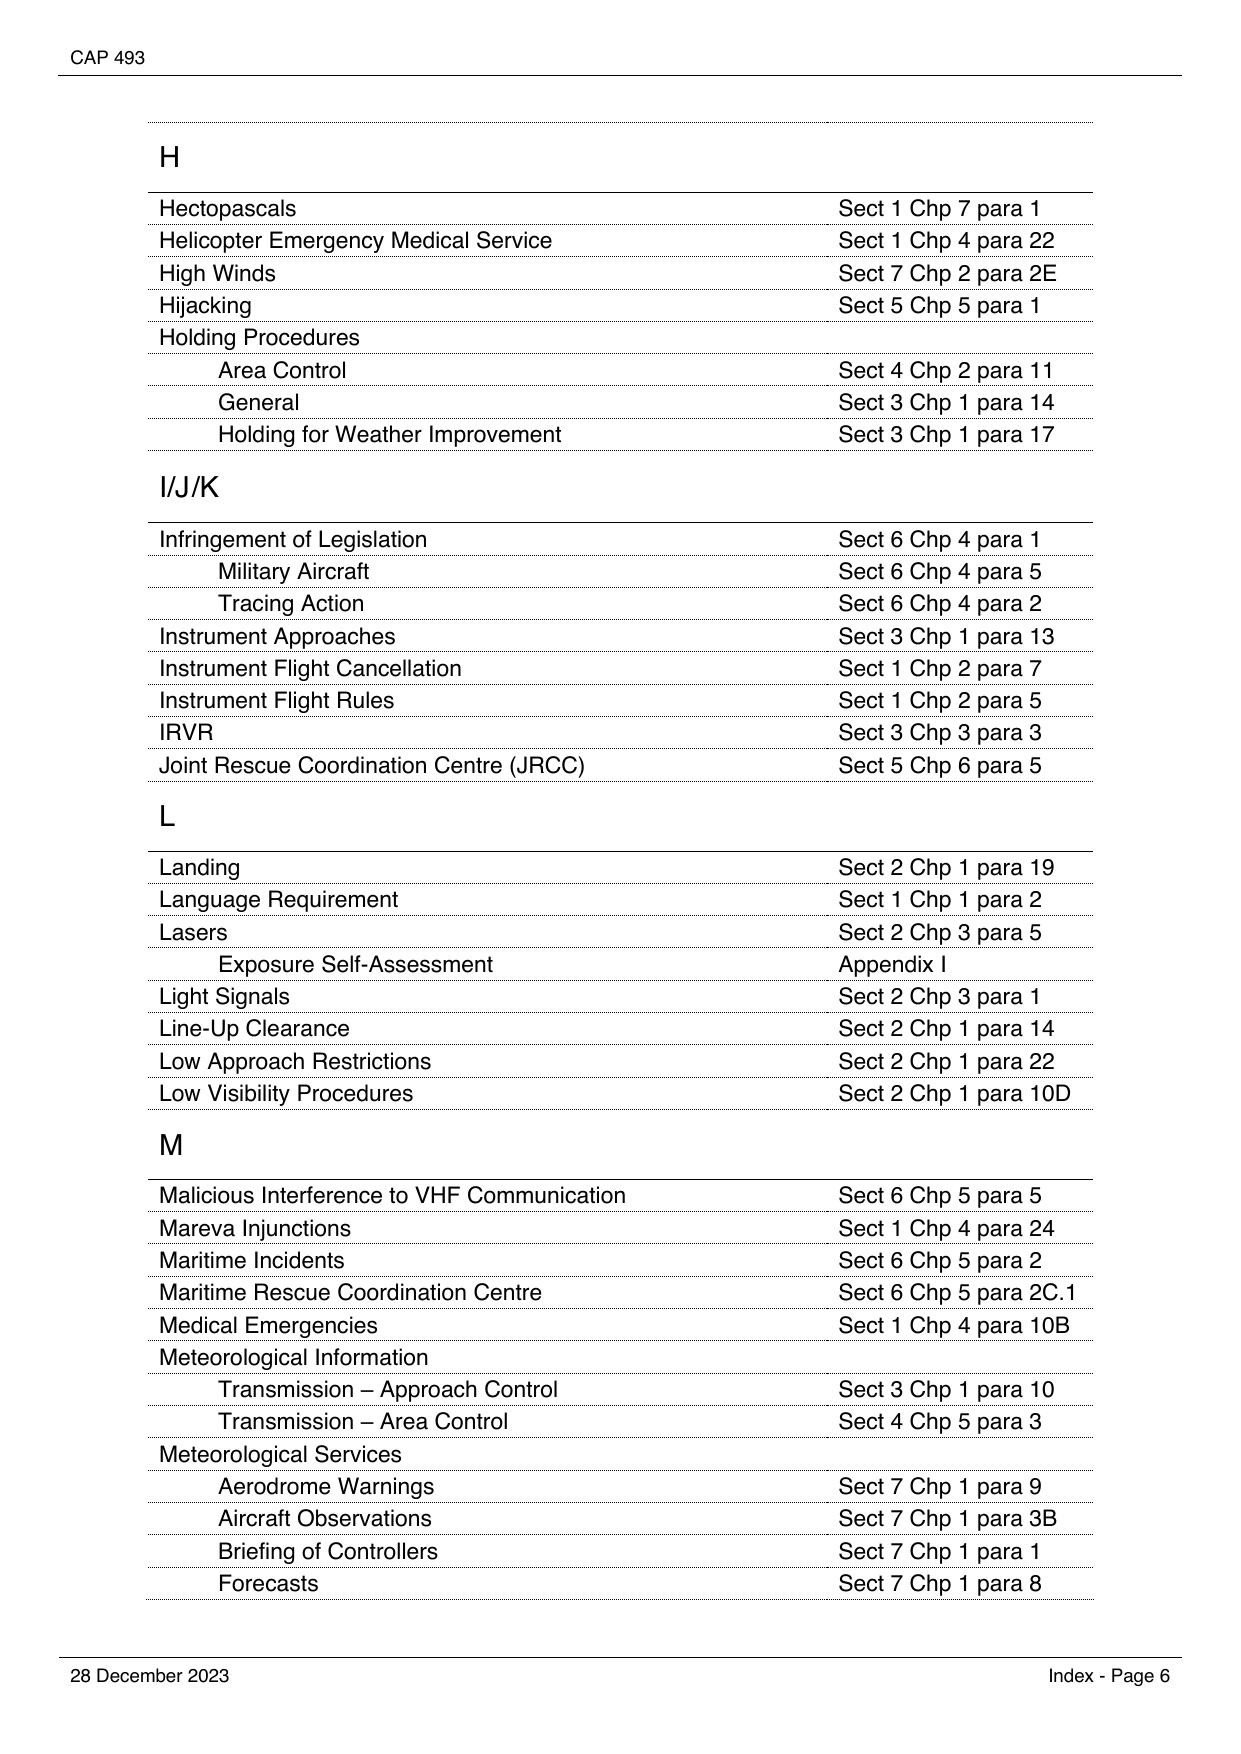 CAP 493
H
Hectopascals Sect 1 Chp 7 para 1
Helicopter Emergency Medical Service Sect 1 Chp 4 para 22
High Winds Sect 7 Chp 2 para 2E
Hijacking Sect 5 Chp 5 para 1
Holding Procedures
Area Control Sect 4 Chp 2 para 11
General Sect 3 Chp 1 para 14
Holding for Weather Improvement Sect 3 Chp 1 para 17
I/J/K
Infringement of Legislation Sect 6 Chp 4 para 1
Military Aircraft Sect 6 Chp 4 para 5
Tracing Action Sect 6 Chp 4 para 2
Instrument Approaches Sect 3 Chp 1 para 13
Instrument Flight Cancellation Sect 1 Chp 2 para 7
Instrument Flight Rules Sect 1 Chp 2 para 5
IRVR Sect 3 Chp 3 para 3
Joint Rescue Coordination Centre (JRCC) Sect 5 Chp 6 para 5
L
Landing Sect 2 Chp 1 para 19
Language Requirement Sect 1 Chp 1 para 2
Lasers Sect 2 Chp 3 para 5
Exposure Self-Assessment Appendix I
Light Signals Sect 2 Chp 3 para 1
Line-Up Clearance Sect 2 Chp 1 para 14
Low Approach Restrictions Sect 2 Chp 1 para 22
Low Visibility Procedures Sect 2 Chp 1 para 10D
M
Malicious Interference to VHF Communication Sect 6 Chp 5 para 5
Mareva Injunctions Sect 1 Chp 4 para 24
Maritime Incidents Sect 6 Chp 5 para 2
Maritime Rescue Coordination Centre Sect 6 Chp 5 para 2C.1
Medical Emergencies Sect 1 Chp 4 para 10B
Meteorological Information
Transmission – Approach Control Sect 3 Chp 1 para 10
Transmission – Area Control Sect 4 Chp 5 para 3
Meteorological Services
Aerodrome Warnings Sect 7 Chp 1 para 9
Aircraft Observations Sect 7 Chp 1 para 3B
Briefing of Controllers Sect 7 Chp 1 para 1
Forecasts Sect 7 Chp 1 para 8
28 December 2023 Index - Page 6